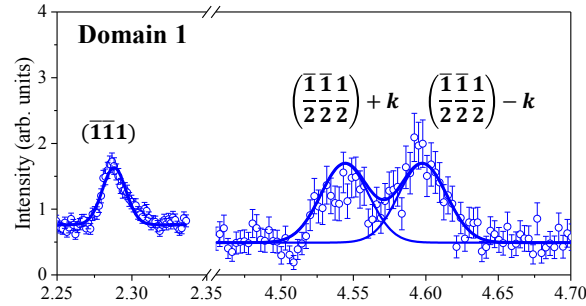 Domain 1
(1̅1̅1)
(1̅/2 1̅/2 1/2) + k
(1̅/2 1̅/2 1/2) − k
Intensity (arb. units)
4
3
2
1
0
2.25 2.30 2.35 4.50 4.55 4.60 4.65 4.70